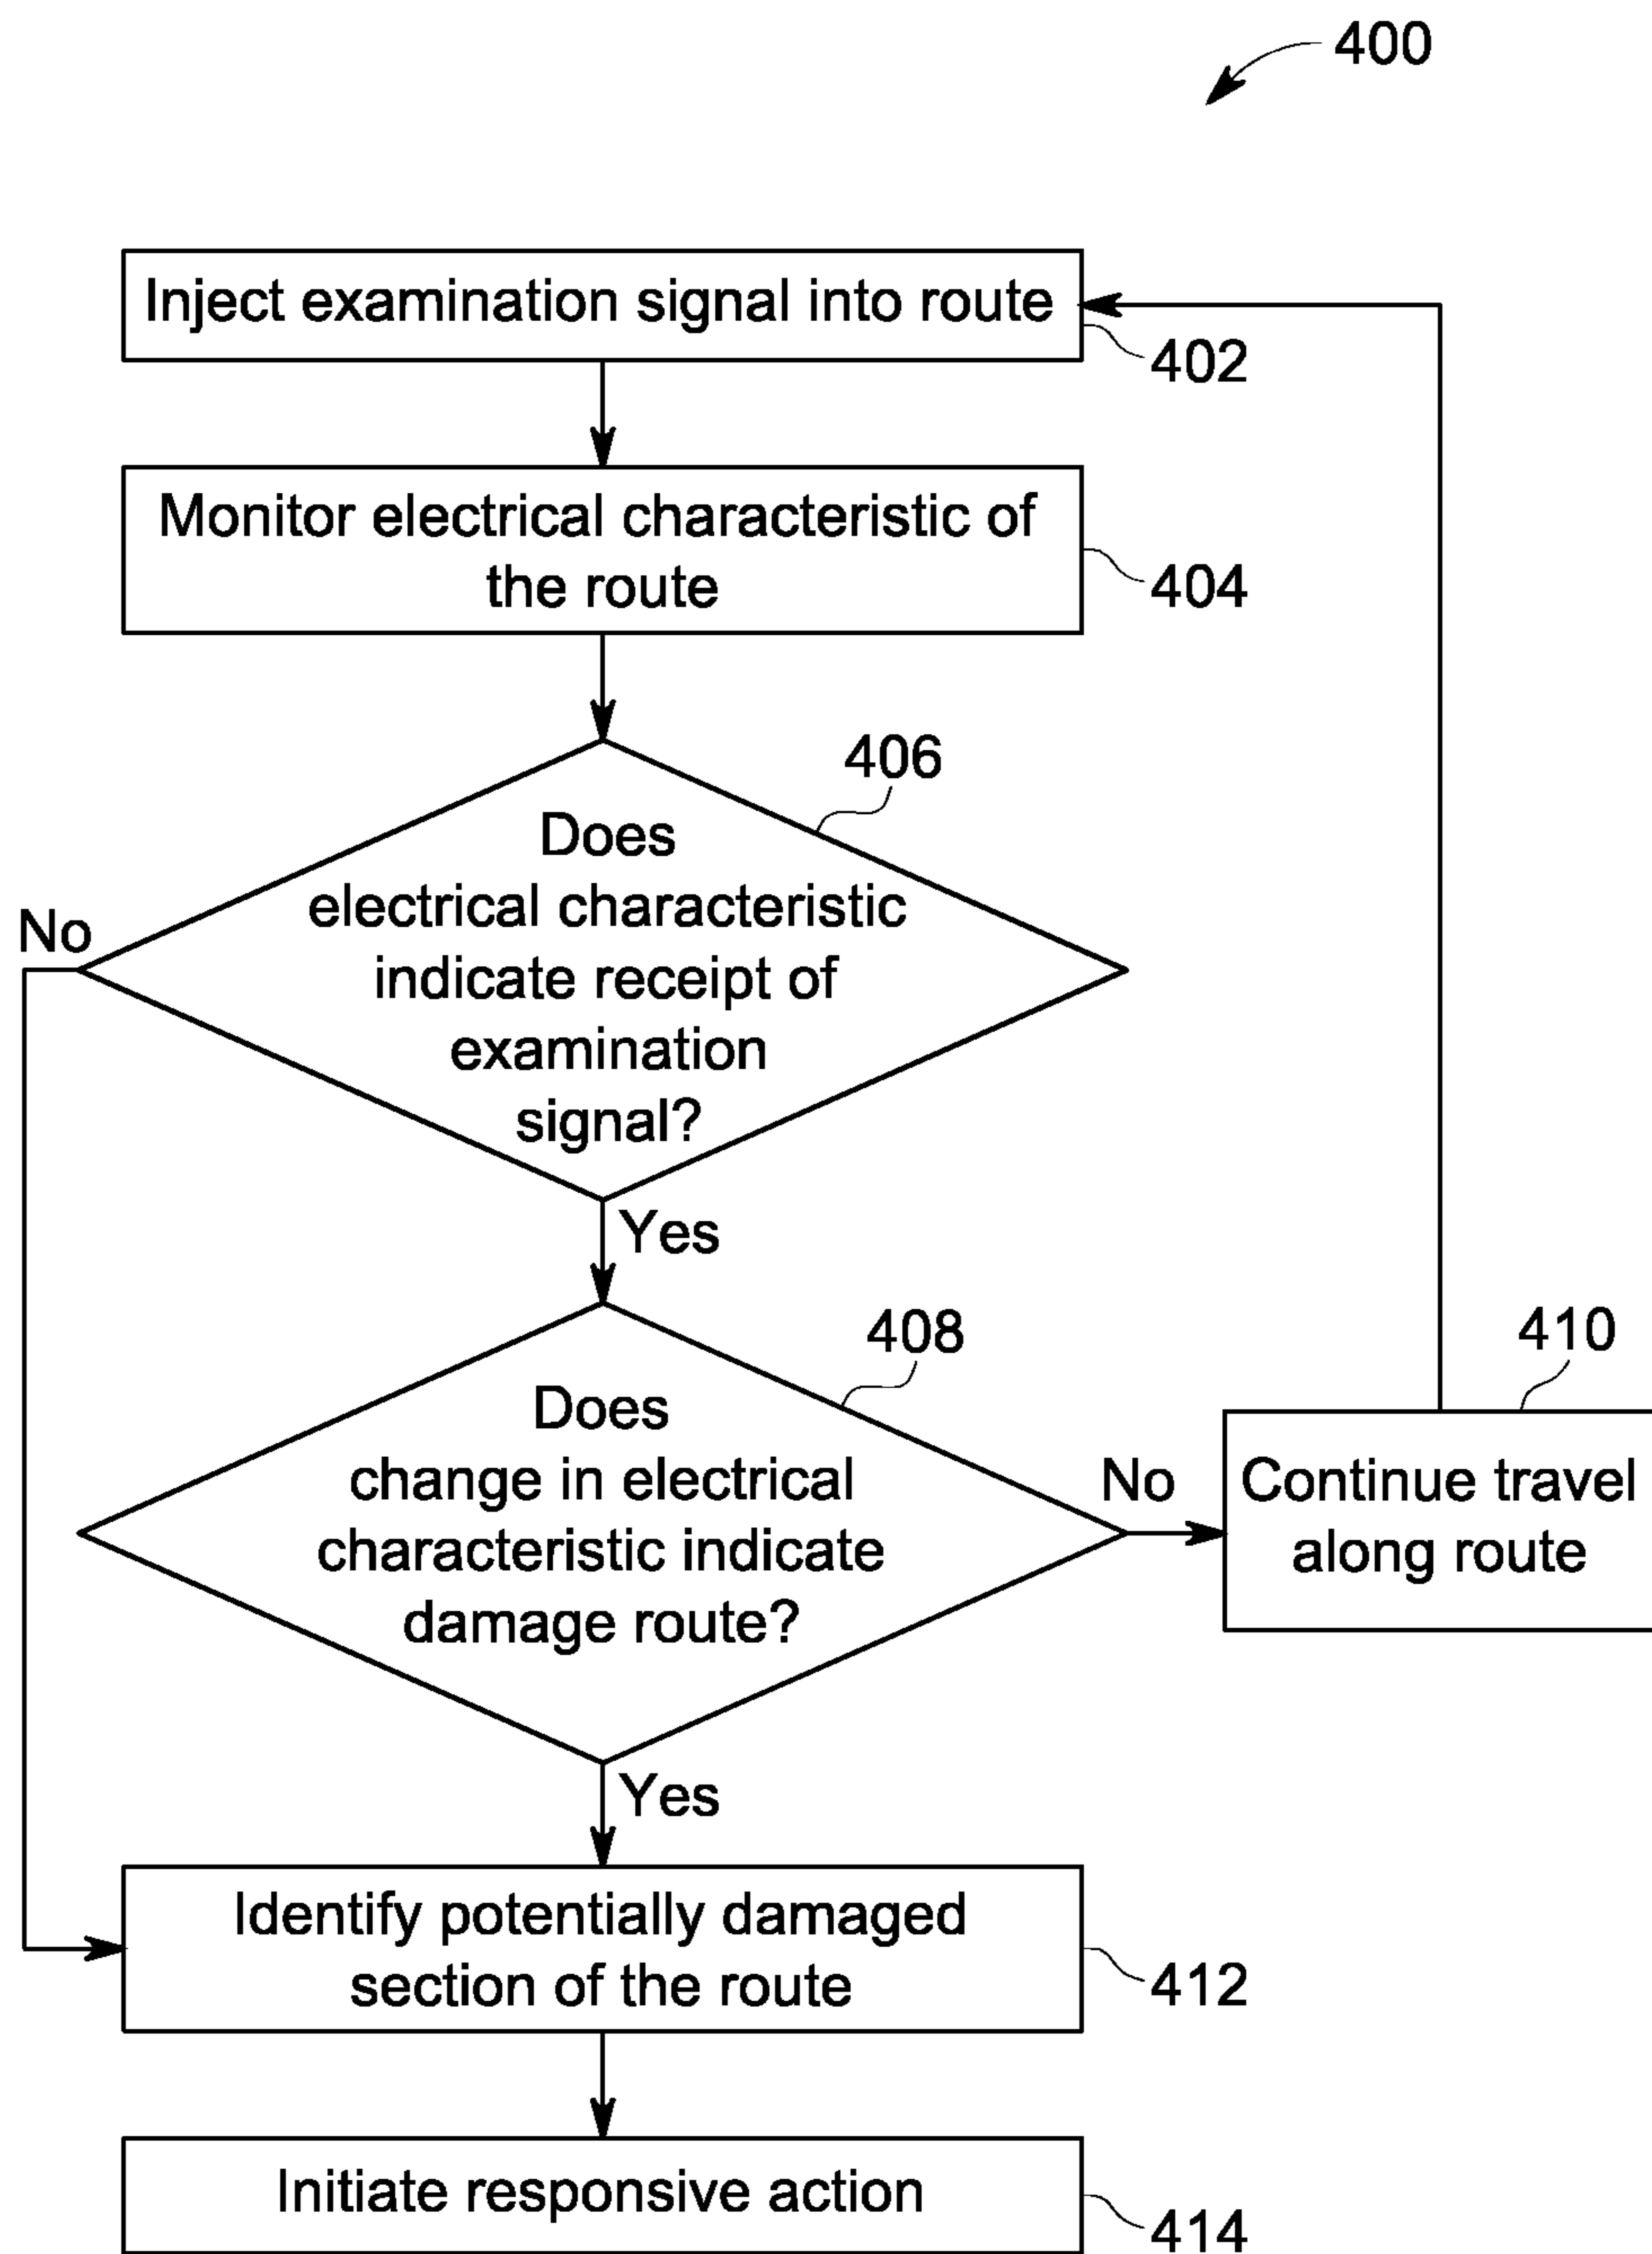 400
Inject examination signal into route
402
Monitor electrical characteristic of
the route
404
406
Does
electrical characteristic
indicate receipt of
examination
signal?
No
Yes
408
Does
change in electrical
characteristic indicate
damage route?
No
410
Continue travel
along route
Yes
Identify potentially damaged
section of the route
412
Initiate responsive action
414